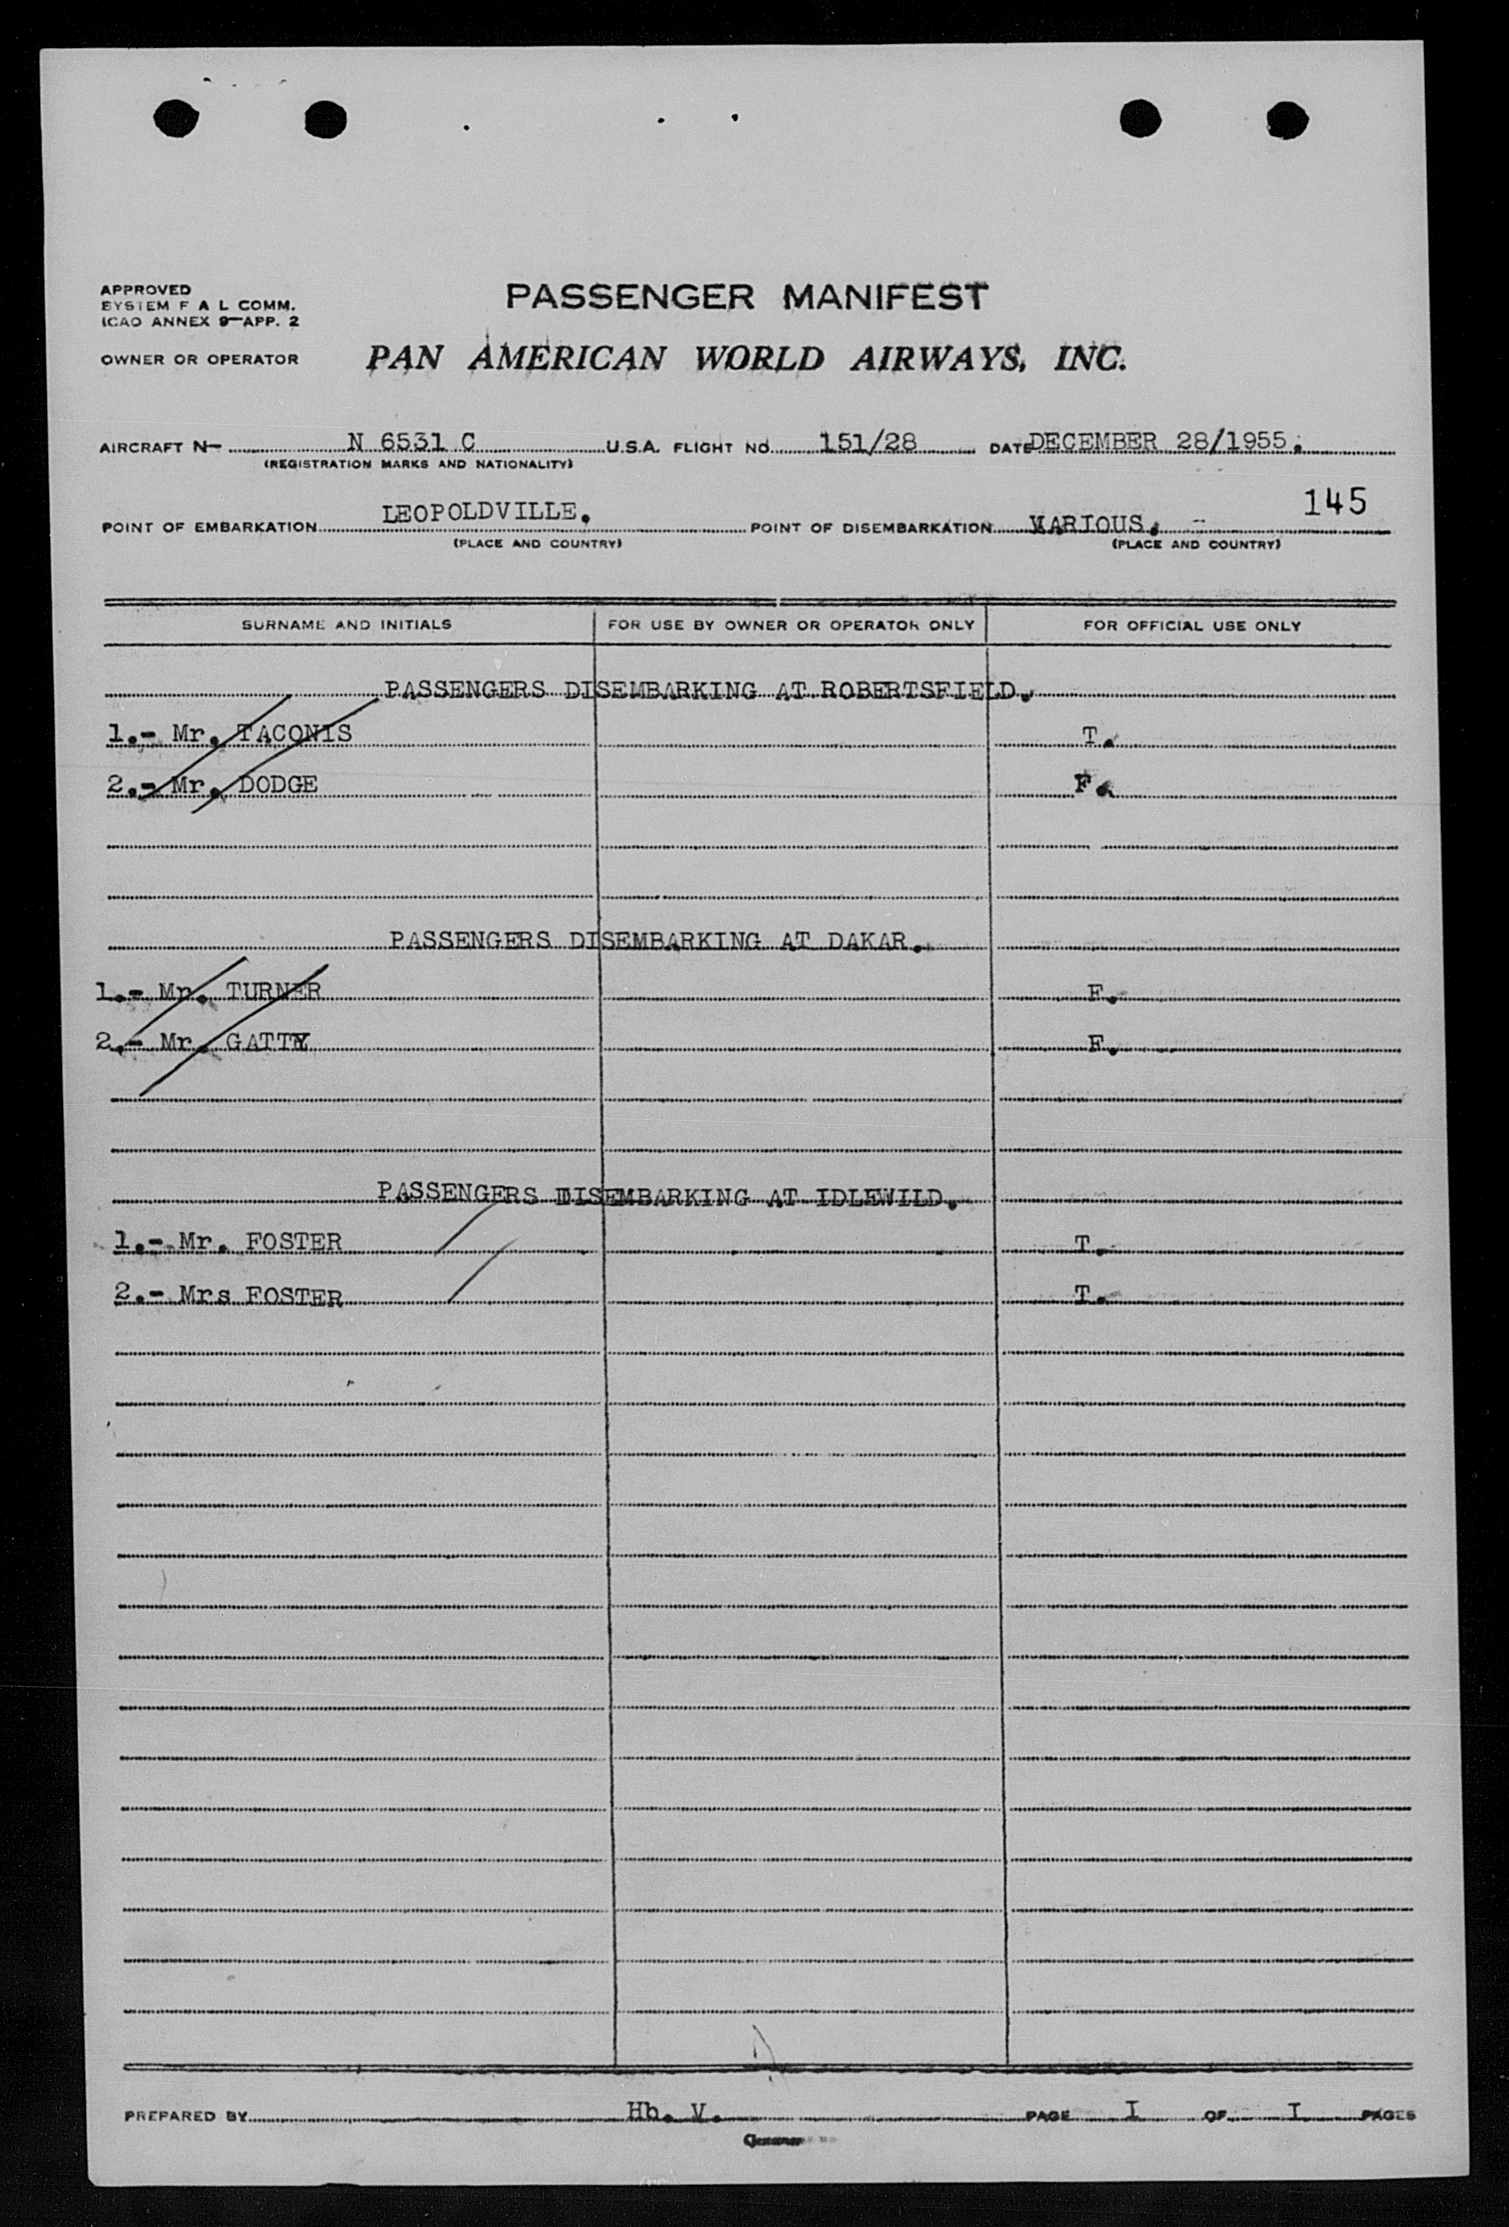 APPROVED
SYSTEM F A L COMM.
ICAO ANNEX 9—APP. 2
PASSENGER MANIFEST
OWNER OR OPERATOR PAN AMERICAN WORLD AIRWAYS, INC.
AIRCRAFT N— N 6531 C U.S.A. FLIGHT NO. 151/28 DATE DECEMBER 28/1955.
(REGISTRATION MARKS AND NATIONALITY)
145
POINT OF EMBARKATION LEOPOLDVILLE. POINT OF DISEMBARKATION VARIOUS. -
(PLACE AND COUNTRY) (PLACE AND COUNTRY)
SURNAME AND INITIALS FOR USE BY OWNER OR OPERATOR ONLY FOR OFFICIAL USE ONLY
PASSENGERS DISEMBARKING AT ROBERTSFIELD.
1.- Mr. TACONIS T.
2.- Mr. DODGE F.
PASSENGERS DISEMBARKING AT DAKAR.
1.- Mr. TURNER F.
2.- Mr. GATTY F.
PASSENGERS DISEMBARKING AT IDLEWILD.
1.- Mr. FOSTER T.
2.- Mrs FOSTER T.
PREPARED BY Hb. V. PAGE I OF I PAGES